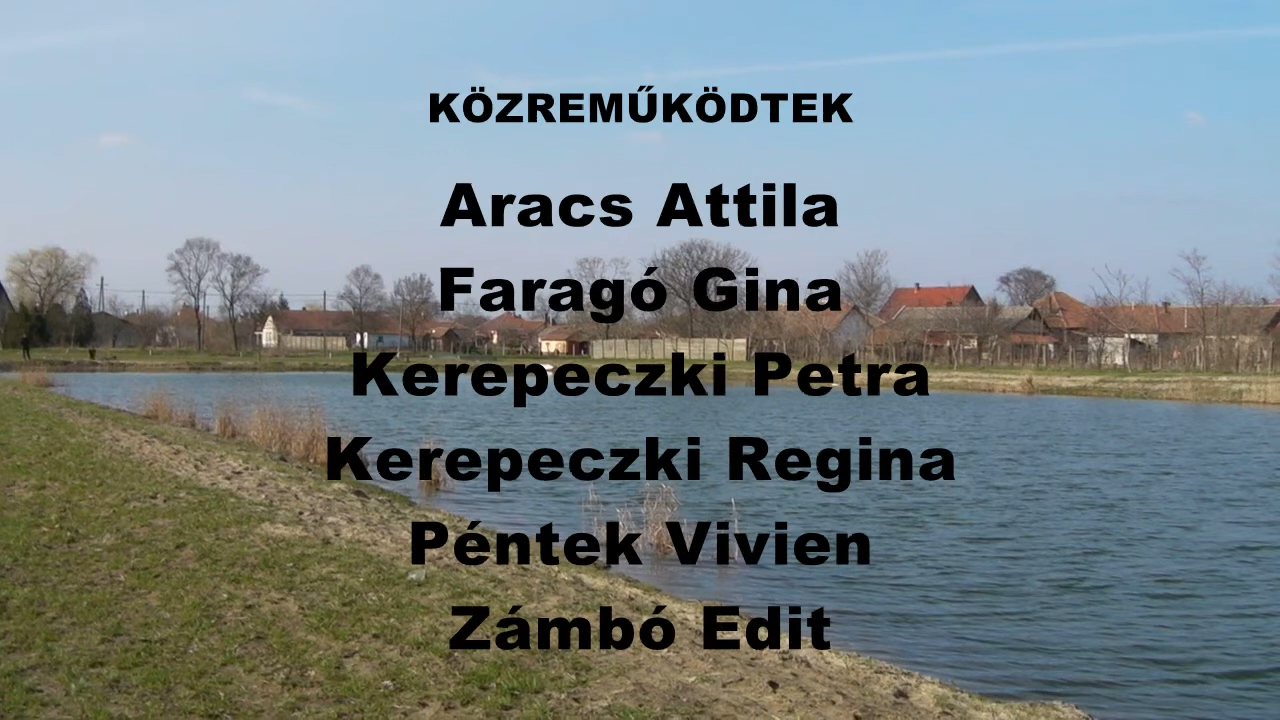 KÖZREMŰKÖDTEK
Aracs Attila
Faragó Gina
Kerepeczki Petra
Kerepeczki Regina
Péntek Vivien
Zámbó Edit